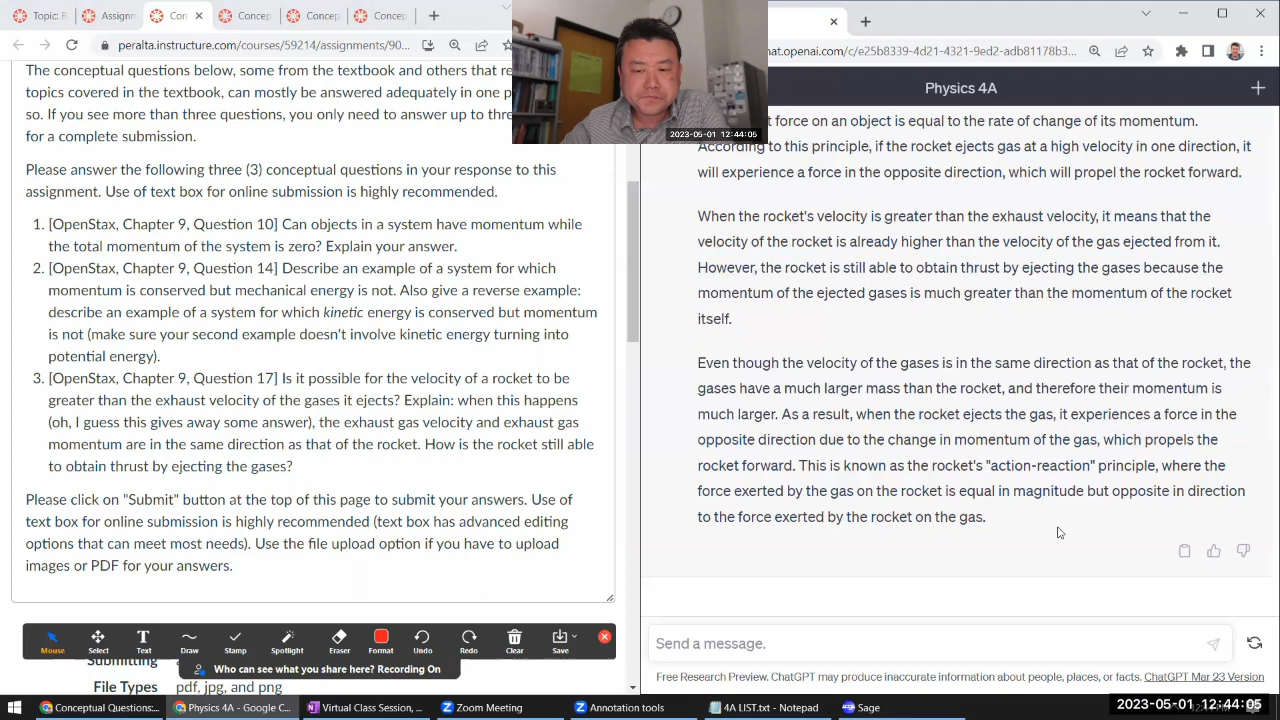 Topic: R
Assignn
Con
Concep
Concep
Concep
peralta.instructure.com/courses/59214/assignments/90...
The conceptual questions below, some from the textbook and others that re
topics covered in the textbook, can mostly be answered adequately in one p
so. If you see more than three questions, you only need to answer up to thre
for a complete submission.
Please answer the following three (3) conceptual questions in your response to this
assignment. Use of text box for online submission is highly recommended.
1. [OpenStax, Chapter 9, Question 10] Can objects in a system have momentum while
the total momentum of the system is zero? Explain your answer.
2. [OpenStax, Chapter 9, Question 14] Describe an example of a system for which
momentum is conserved but mechanical energy is not. Also give a reverse example:
describe an example of a system for which kinetic energy is conserved but momentum
is not (make sure your second example doesn't involve kinetic energy turning into
potential energy).
3. [OpenStax, Chapter 9, Question 17] Is it possible for the velocity of a rocket to be
greater than the exhaust velocity of the gases it ejects? Explain: when this happens
(oh, I guess this gives away some answer), the exhaust gas velocity and exhaust gas
momentum are in the same direction as that of the rocket. How is the rocket still able
to obtain thrust by ejecting the gases?
Please click on "Submit" button at the top of this page to submit your answers. Use of
text box for online submission is highly recommended (text box has advanced editing
options that can meet most needs). Use the file upload option if you have to upload
images or PDF for your answers.
Mouse
Select
Text
Draw
Stamp
Spotlight
Eraser
Format
Undo
Redo
Clear
Save
Submitting
Who can see what you share here? Recording On
File Types
pdf, jpg, and png
2023-05-01 12:44:05
hat.openai.com/c/e25b8339-4d21-4321-9ed2-adb81178b3...
Physics 4A
t force on an object is equal to the rate of change of its momentum.
According to this principle, if the rocket ejects gas at a high velocity in one direction, it
will experience a force in the opposite direction, which will propel the rocket forward.
When the rocket's velocity is greater than the exhaust velocity, it means that the
velocity of the rocket is already higher than the velocity of the gas ejected from it.
However, the rocket is still able to obtain thrust by ejecting the gases because the
momentum of the ejected gases is much greater than the momentum of the rocket
itself.
Even though the velocity of the gases is in the same direction as that of the rocket, the
gases have a much larger mass than the rocket, and therefore their momentum is
much larger. As a result, when the rocket ejects the gas, it experiences a force in the
opposite direction due to the change in momentum of the gas, which propels the
rocket forward. This is known as the rocket's "action-reaction" principle, where the
force exerted by the gas on the rocket is equal in magnitude but opposite in direction
to the force exerted by the rocket on the gas.
Send a message.
Free Research Preview. ChatGPT may produce inaccurate information about people, places, or facts. ChatGPT Mar 23 Version
Conceptual Questions:...
Physics 4A - Google C...
Virtual Class Session, ...
Zoom Meeting
Annotation tools
4A LIST.txt - Notepad
Sage
2023-05-01 12:44:05